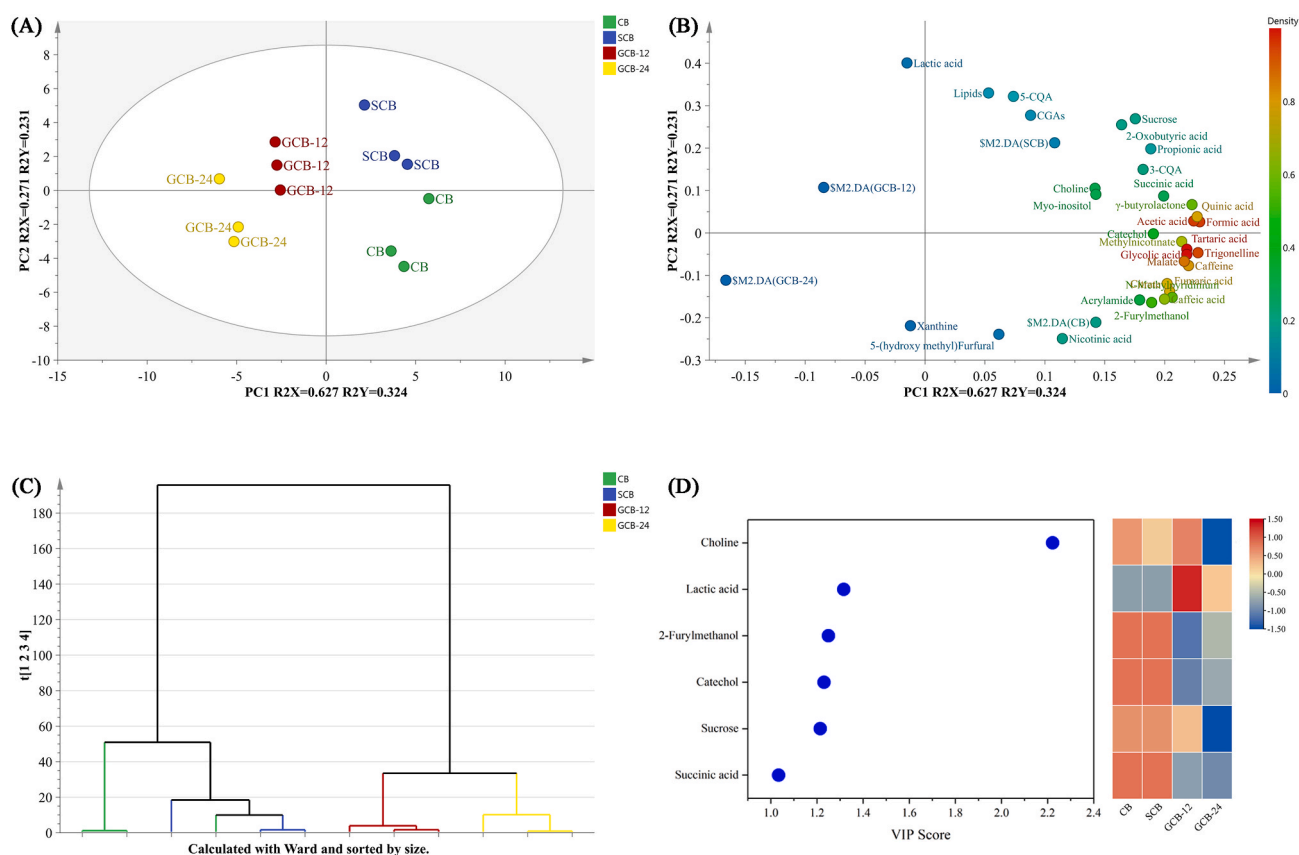 (A)
CB
SCB
GCB-12
GCB-24
PC2 R2X=0.271 R2Y=0.231
8
6
4
2
0
-2
-4
-6
-8
-10
SCB
SCB
SCB
GCB-12
GCB-12
GCB-12
GCB-24
GCB-24
GCB-24
CB
CB
CB
-15
-10
-5
0
5
10
PC1 R2X=0.627 R2Y=0.324
(B)
Density
1
0.8
0.6
0.4
0.2
0
PC2 R2X=0.271 R2Y=0.231
0.4
0.3
0.2
0.1
0
-0.1
-0.2
-0.3
Lactic acid
Lipids
5-CQA
CGAs
Sucrose
2-Oxobutyric acid
$M2.DA(SCB)
Propionic acid
3-CQA
Succinic acid
$M2.DA(GCB-12)
Choline
Myo-inositol
γ-butyrolactone
Quinic acid
Acetic acid
Formic acid
Catechol
Methylnicotinate
Tartaric acid
Glycolic acid
Trigonelline
Malate
Caffeine
$M2.DA(GCB-24)
Fumaric acid
N-Methylpyridinium
Acrylamide
Caffeic acid
2-Furylmethanol
Xanthine
$M2.DA(CB)
5-(hydroxy methyl)Furfural
Nicotinic acid
-0.15
-0.1
-0.05
0
0.05
0.1
0.15
0.2
0.25
PC1 R2X=0.627 R2Y=0.324
(C)
CB
SCB
GCB-12
GCB-24
t[1 2 3 4]
180
160
140
120
100
80
60
40
20
0
Calculated with Ward and sorted by size.
(D)
Choline
Lactic acid
2-Furylmethanol
Catechol
Sucrose
Succinic acid
1.0
1.2
1.4
1.6
1.8
2.0
2.2
2.4
VIP Score
CB
SCB
GCB-12
GCB-24
1.50
1.00
0.50
0.00
-0.50
-1.00
-1.50